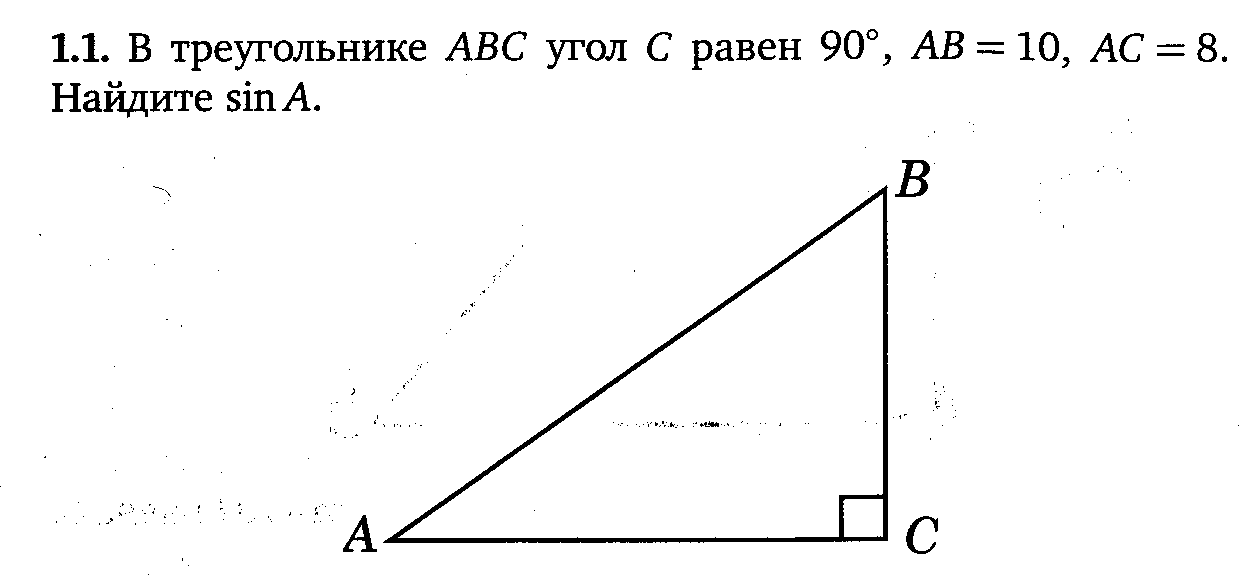 1.1. В треугольнике ABC угол C равен 90°, AB = 10, AC = 8.
Найдите sin A.
B
A
C